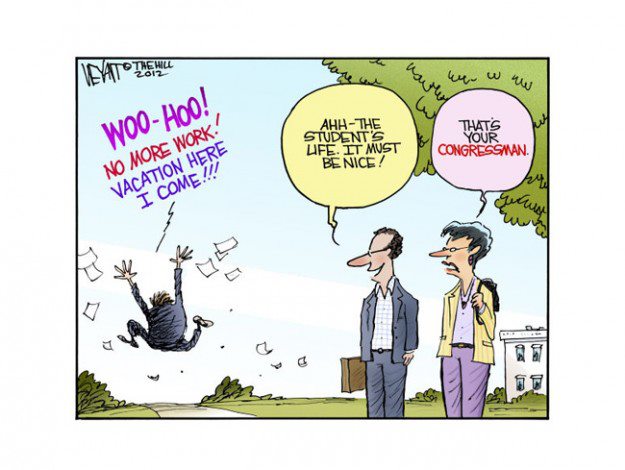 WEYANT © THE HILL
2012
WOO-HOO!
NO MORE WORK!
VACATION HERE
I COME!!!
AHH-THE
STUDENT'S
LIFE. IT MUST
BE NICE!
THAT'S
YOUR
CONGRESSMAN.